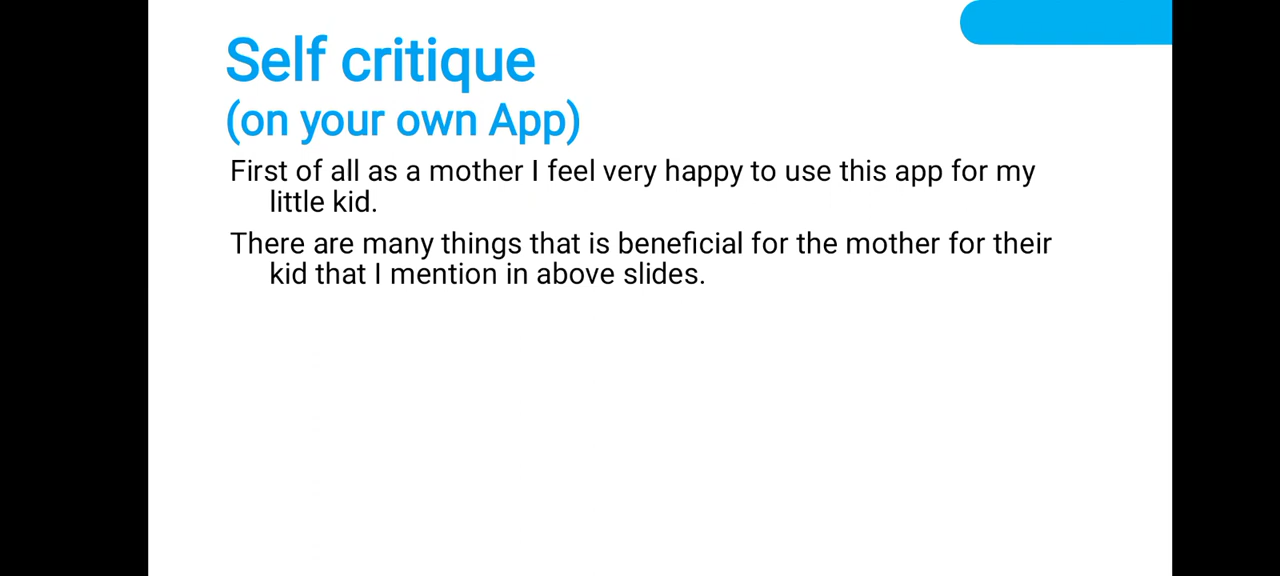 Self critique
(on your own App)
First of all as a mother I feel very happy to use this app for my
little kid.
There are many things that is beneficial for the mother for their
kid that I mention in above slides.